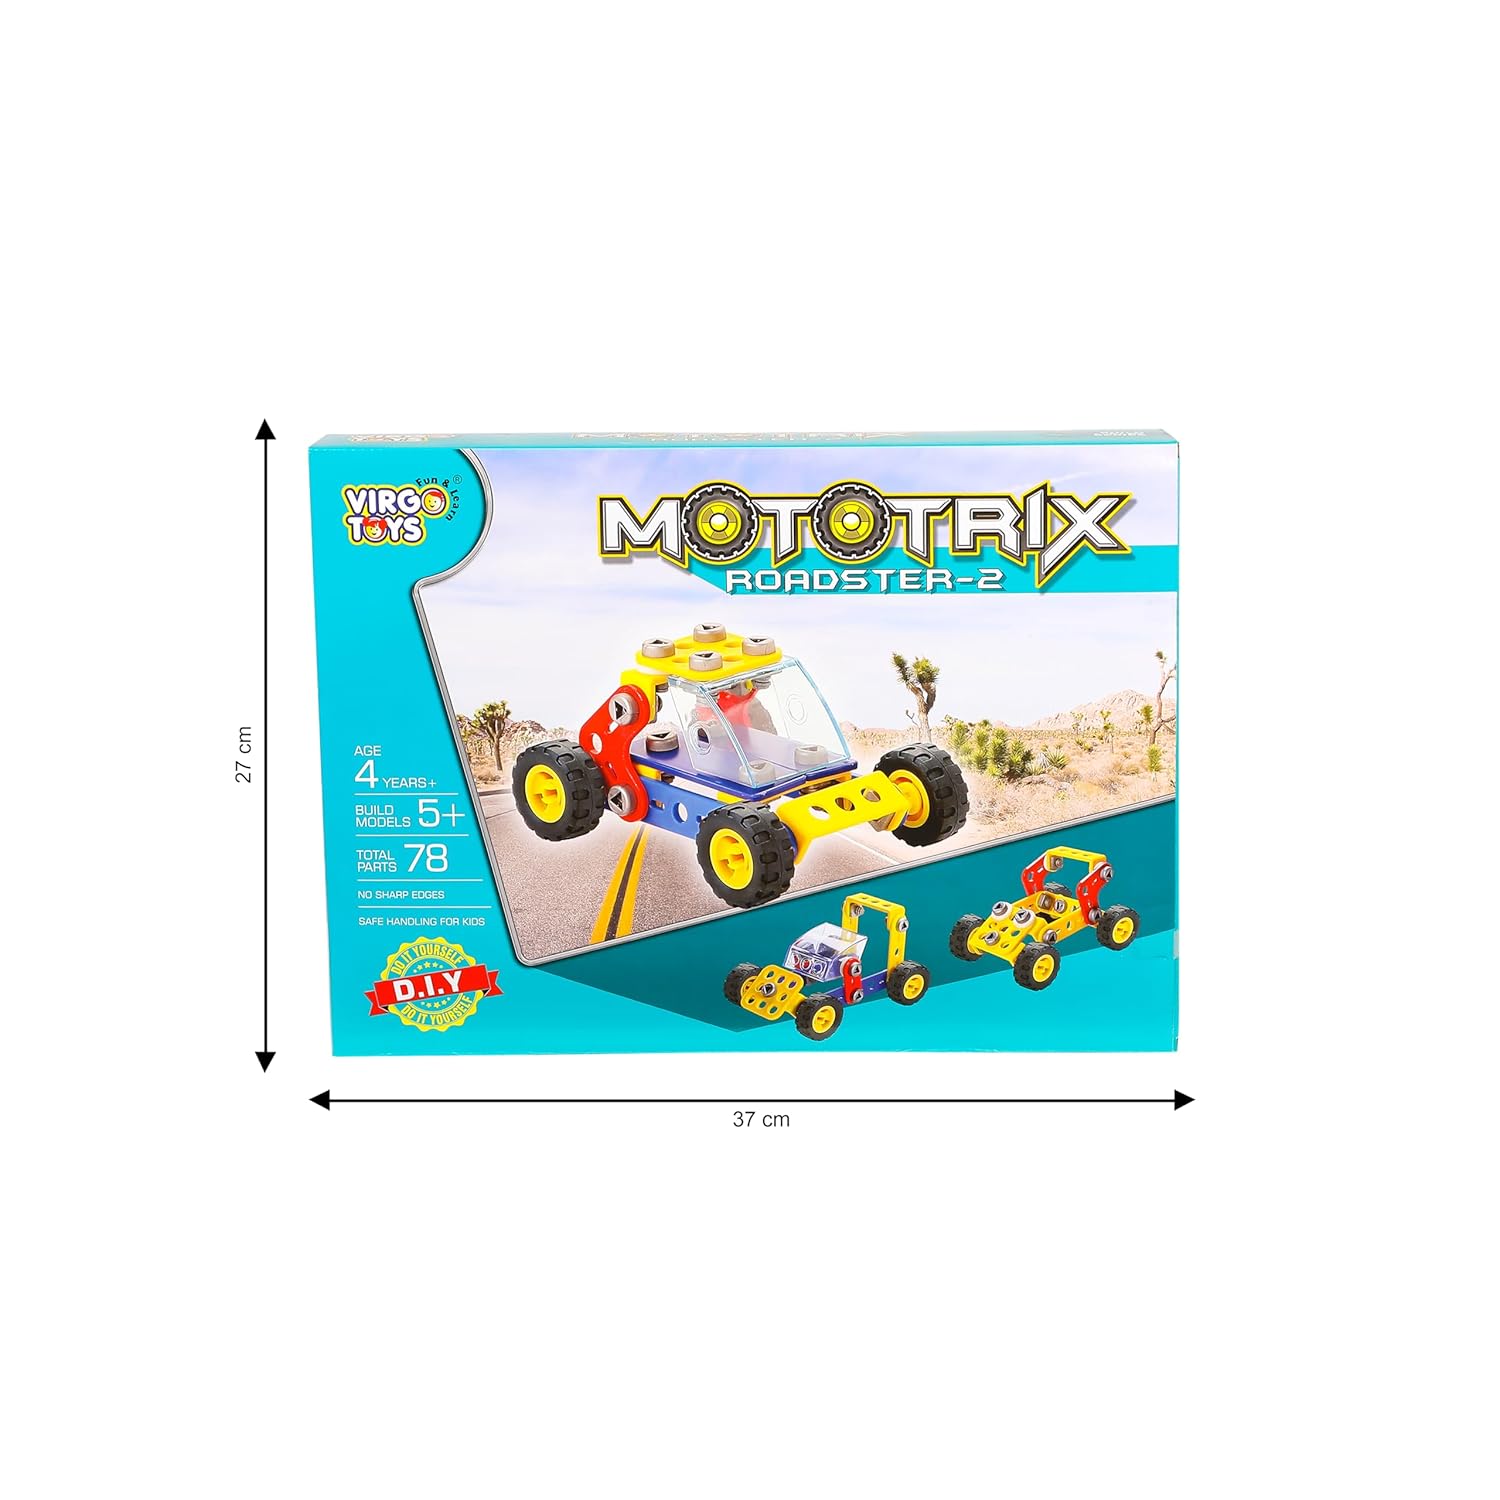 VIRGO
TOYS
Fun & Learn ®
MOTOTRIX
ROADSTER-2
AGE
4 YEARS+
BUILD
MODELS 5+
TOTAL
PARTS 78
NO SHARP EDGES
SAFE HANDLING FOR KIDS
DO IT YOURSELF
D.I.Y
DO IT YOURSELF
27 cm
37 cm